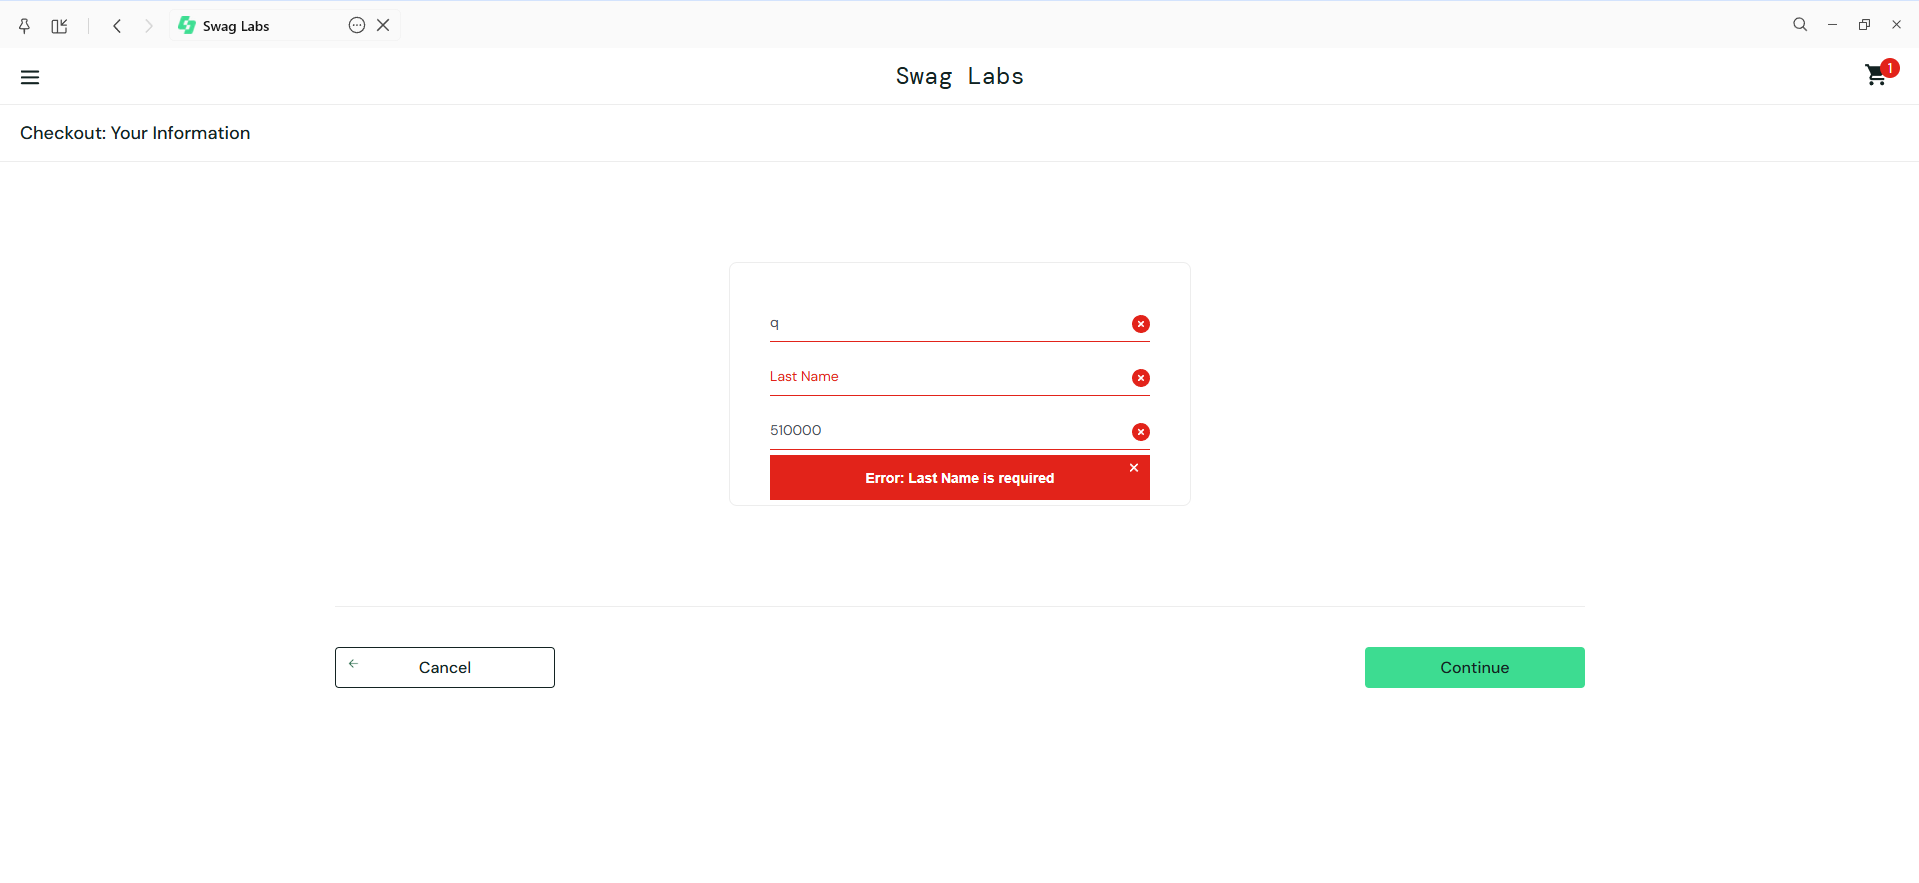 Swag Labs
Swag Labs
1
Checkout: Your Information
q
Last Name
510000
Error: Last Name is required
Cancel
Continue